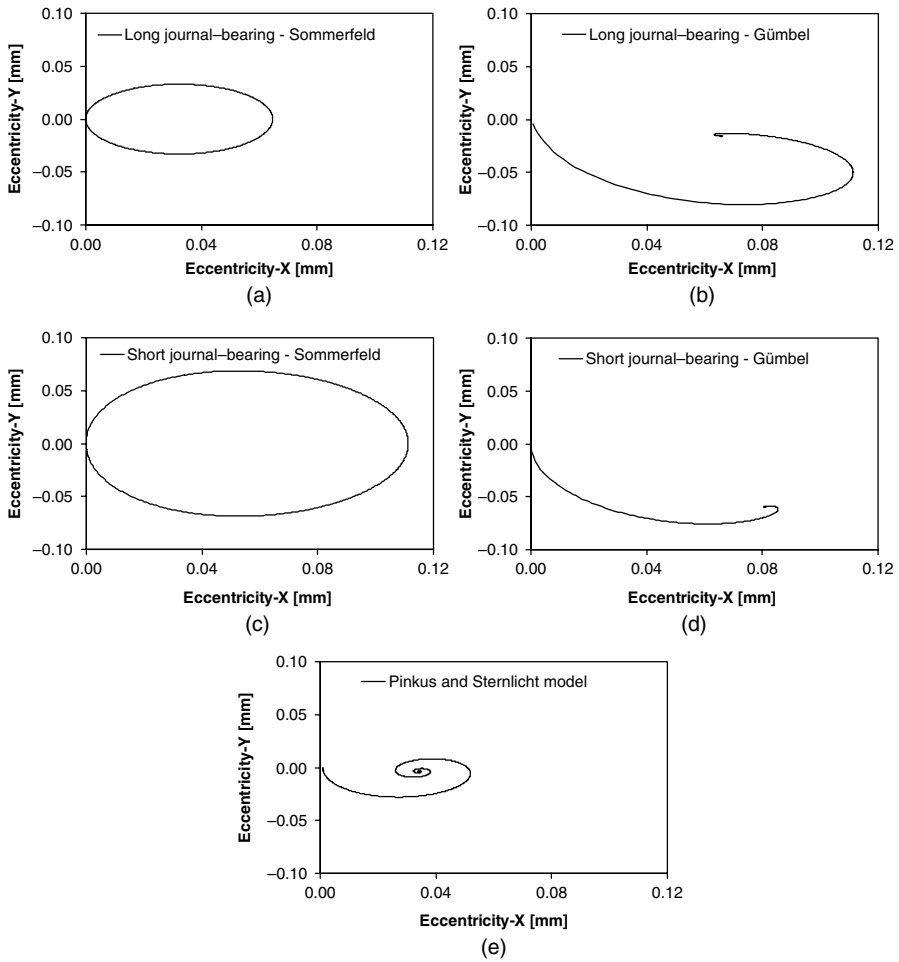 Long journal–bearing - Sommerfeld
Eccentricity-Y [mm]
0.10
0.05
0.00
−0.05
−0.10
0.00 0.04 0.08 0.12
Eccentricity-X [mm]
(a)
Long journal–bearing - Gümbel
Eccentricity-Y [mm]
0.10
0.05
0.00
−0.05
−0.10
0.00 0.04 0.08 0.12
Eccentricity-X [mm]
(b)
Short journal–bearing - Sommerfeld
Eccentricity-Y [mm]
0.10
0.05
0.00
−0.05
−0.10
0.00 0.04 0.08 0.12
Eccentricity-X [mm]
(c)
Short journal–bearing - Gümbel
Eccentricity-Y [mm]
0.10
0.05
0.00
−0.05
−0.10
0.00 0.04 0.08 0.12
Eccentricity-X [mm]
(d)
Pinkus and Sternlicht model
Eccentricity-Y [mm]
0.10
0.05
0.00
−0.05
−0.10
0.00 0.04 0.08 0.12
Eccentricity-X [mm]
(e)